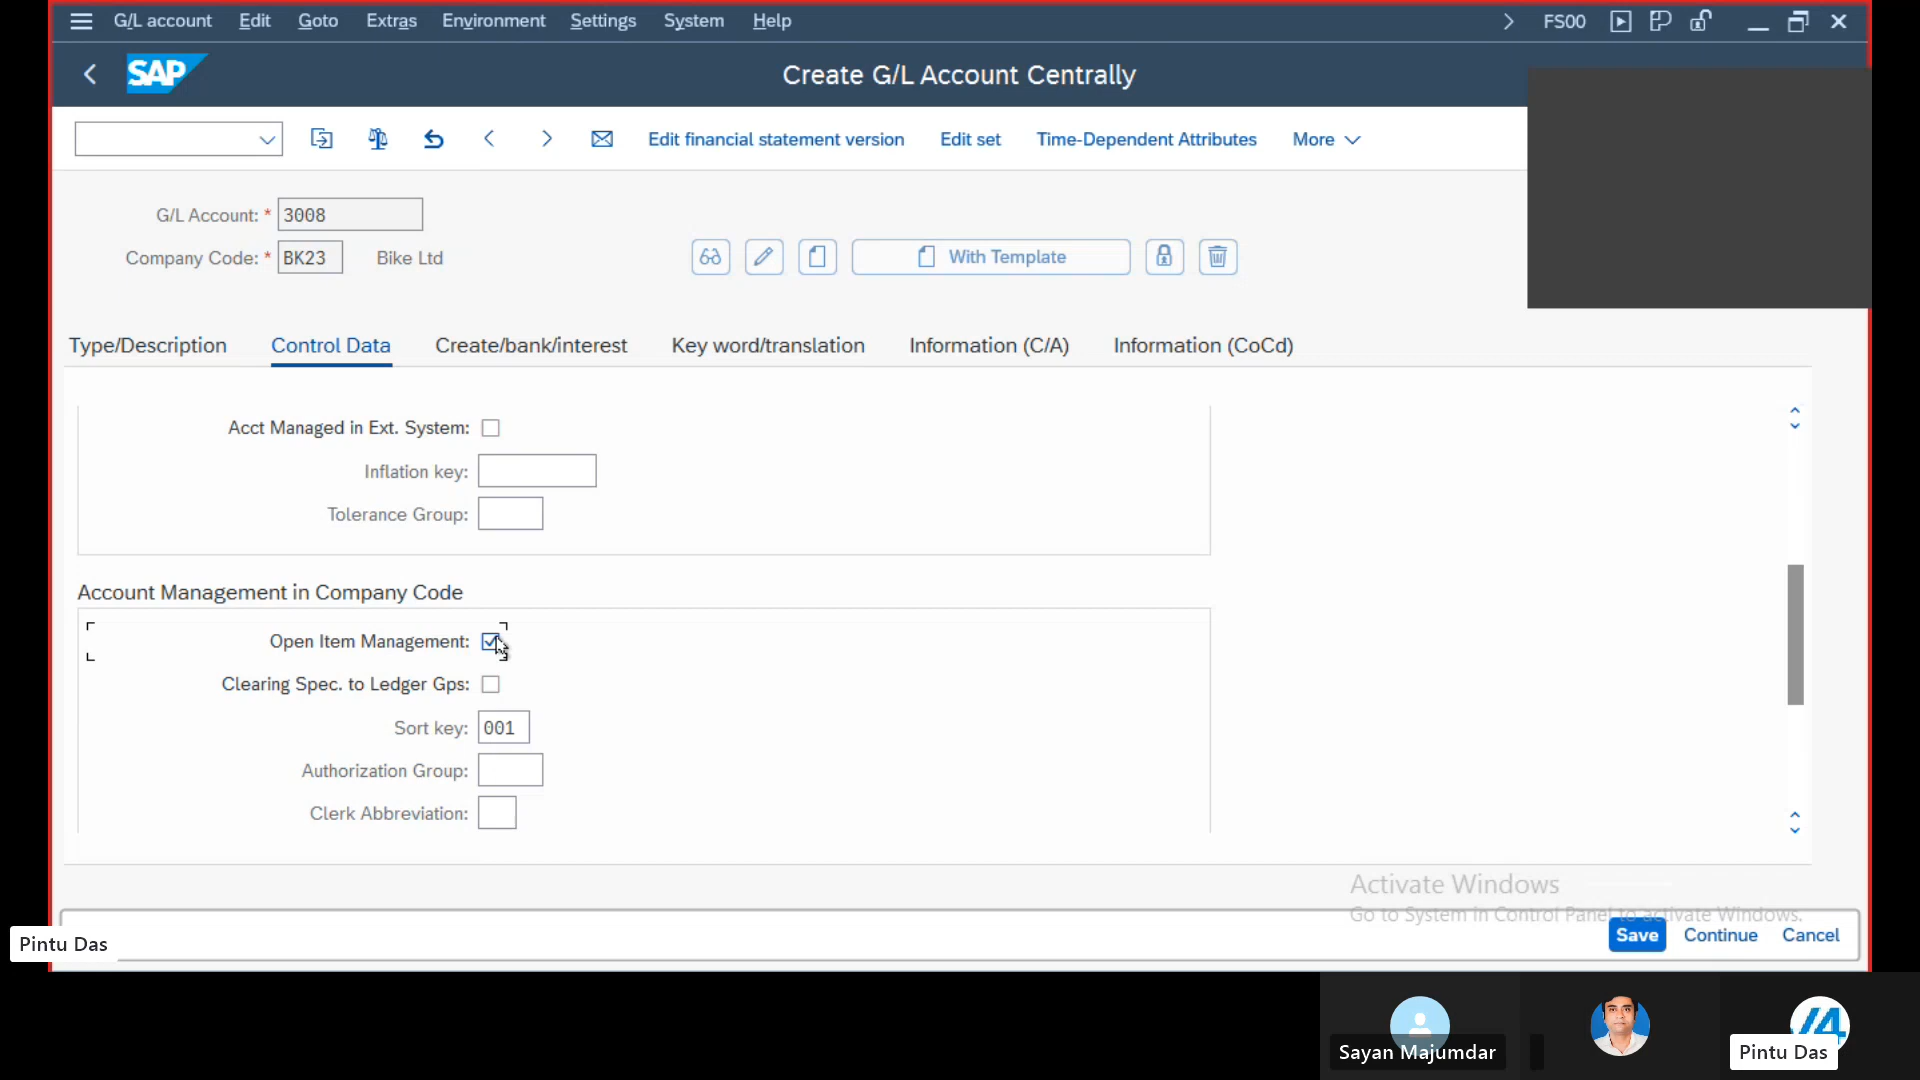 G/L account Edit Goto Extras Environment Settings System Help FS00
SAP Create G/L Account Centrally
Edit financial statement version Edit set Time-Dependent Attributes More
G/L Account: * 3008
Company Code: * BK23 Bike Ltd With Template
Type/Description Control Data Create/bank/interest Key word/translation Information (C/A) Information (CoCd)
Acct Managed in Ext. System:
Inflation key:
Tolerance Group:
Account Management in Company Code
Open Item Management:
Clearing Spec. to Ledger Gps:
Sort key: 001
Authorization Group:
Clerk Abbreviation:
Activate Windows
Go to System in Control Panel to activate Windows.
Save Continue Cancel
Pintu Das
Sayan Majumdar
Pintu Das